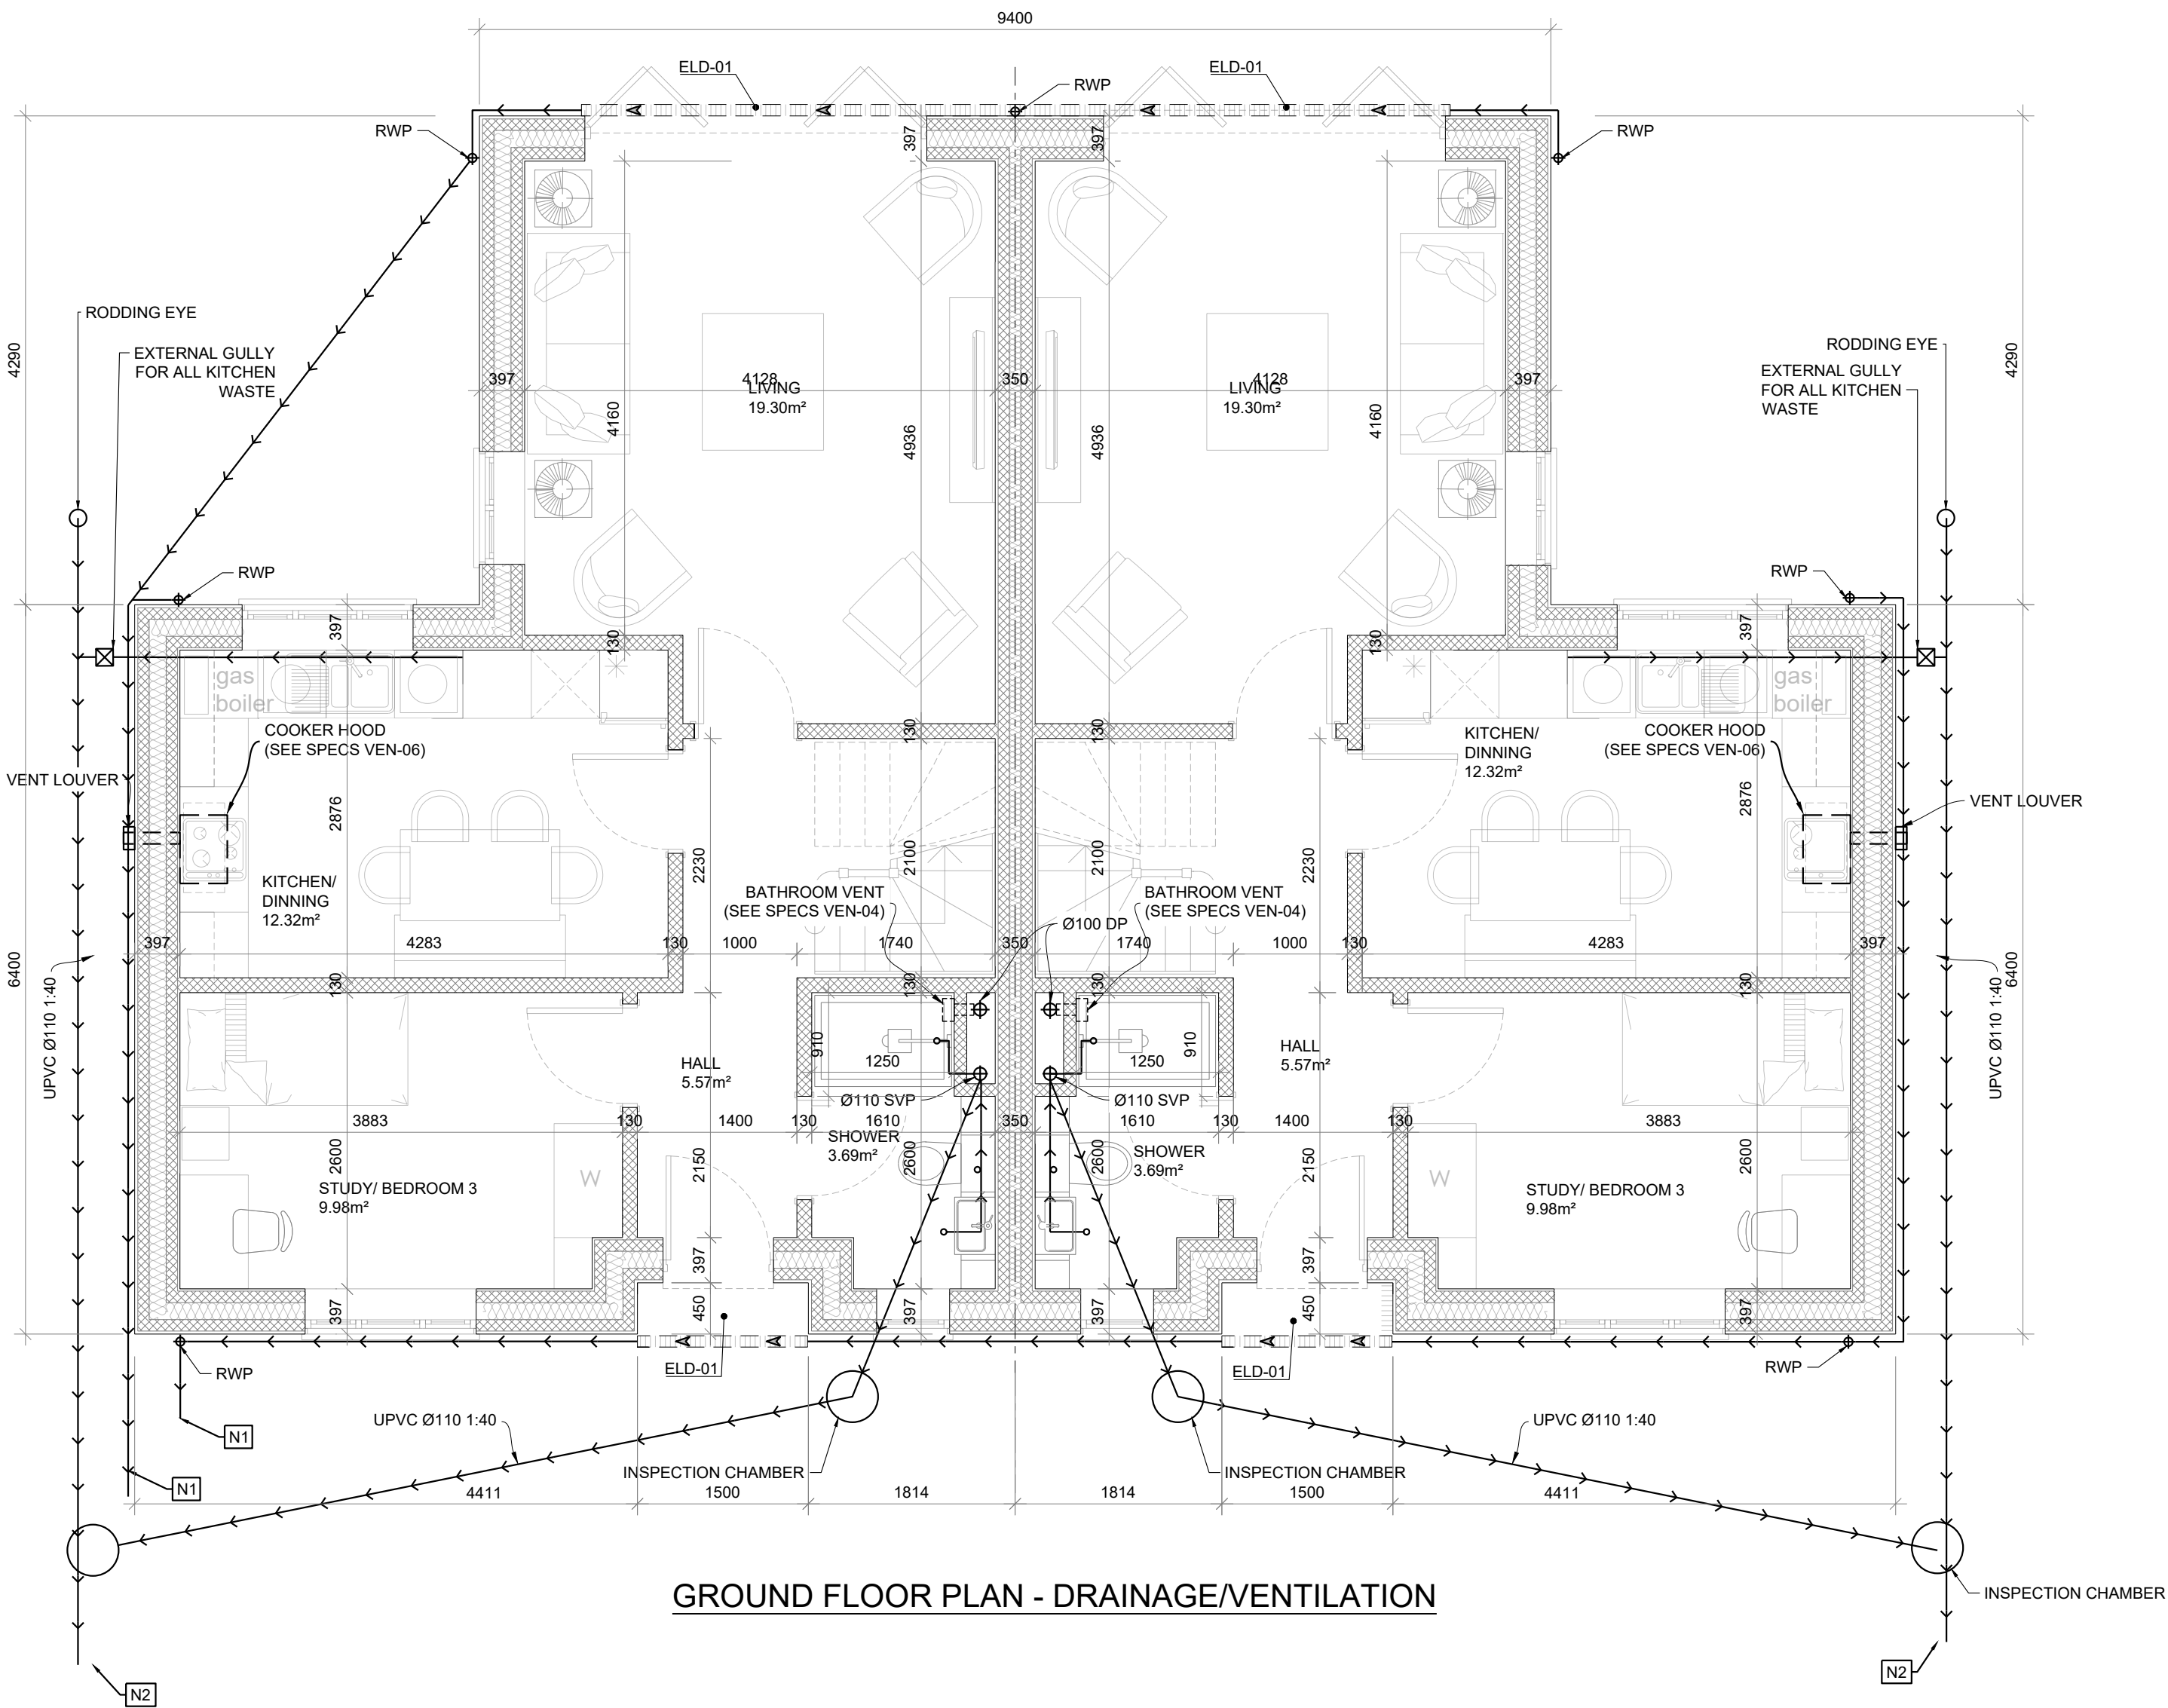 9400
ELD-01
ELD-01
RWP
RWP
RWP
397
397
RODDING EYE
EXTERNAL GULLY
FOR ALL KITCHEN
WASTE
4290
RODDING EYE
EXTERNAL GULLY
FOR ALL KITCHEN
WASTE
4290
397
4128
LIVING
19.30m²
350
4128
LIVING
19.30m²
397
4160
4936
4936
4160
RWP
RWP
397
130
130
397
gas
boiler
gas
boiler
COOKER HOOD
(SEE SPECS VEN-06)
130
130
KITCHEN/
DINNING
12.32m²
COOKER HOOD
(SEE SPECS VEN-06)
VENT LOUVER
VENT LOUVER
2876
2230
2100
2100
2230
2876
KITCHEN/
DINNING
12.32m²
BATHROOM VENT
(SEE SPECS VEN-04)
BATHROOM VENT
(SEE SPECS VEN-04)
Ø100 DP
397
4283
130
1000
1740
350
1740
1000
130
4283
397
6400
UPVC Ø110 1:40
130
130
130
130
UPVC Ø110 1:40
6400
910
1250
1250
910
HALL
5.57m²
HALL
5.57m²
Ø110 SVP
Ø110 SVP
3883
130
1400
130
1610
350
1610
130
1400
130
3883
SHOWER
3.69m²
SHOWER
3.69m²
2600
2150
2600
2600
2150
2600
W
W
STUDY/ BEDROOM 3
9.98m²
STUDY/ BEDROOM 3
9.98m²
397
397
397
450
397
397
450
397
RWP
ELD-01
ELD-01
RWP
UPVC Ø110 1:40
UPVC Ø110 1:40
N1
INSPECTION CHAMBER
INSPECTION CHAMBER
N1
4411
1500
1814
1814
1500
4411
GROUND FLOOR PLAN - DRAINAGE/VENTILATION
INSPECTION CHAMBER
N2
N2